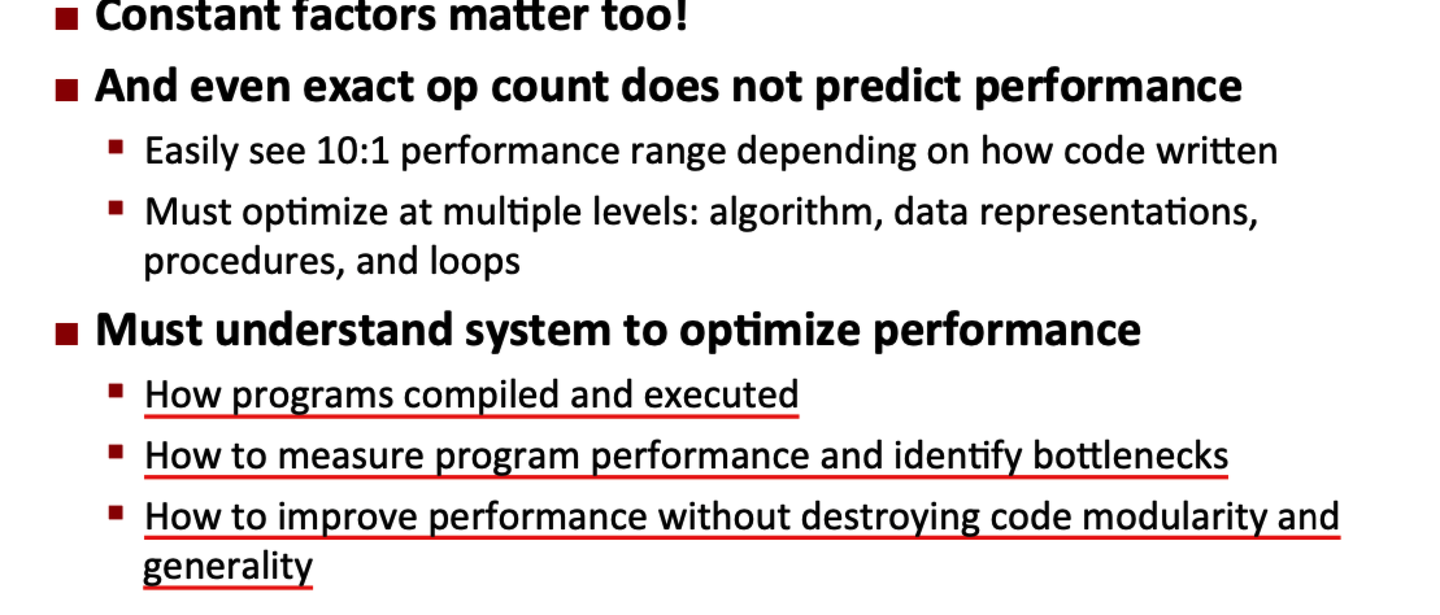 Constant factors matter too!
And even exact op count does not predict performance
Easily see 10:1 performance range depending on how code written
Must optimize at multiple levels: algorithm, data representations,
procedures, and loops
Must understand system to optimize performance
How programs compiled and executed
How to measure program performance and identify bottlenecks
How to improve performance without destroying code modularity and
generality